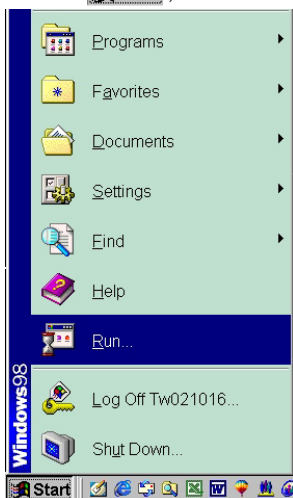 Programs
Favorites
Documents
Settings
Find
Help
Run...
Log Off Tw021016...
Shut Down...
Windows98
Start